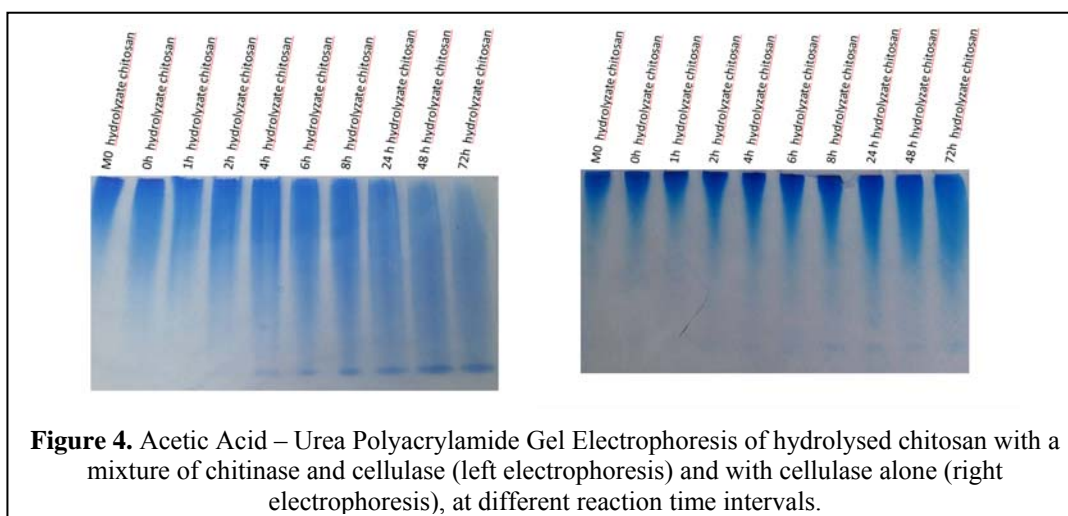 M0 hydrolyzate chitosan
0h hydrolyzate chitosan
1h hydrolyzate chitosan
2h hydrolyzate chitosan
4h hydrolyzate chitosan
6h hydrolyzate chitosan
8h hydrolyzate chitosan
24 h hydrolyzate chitosan
48 h hydrolyzate chitosan
72h hydrolyzate chitosan
M0 hydrolyzate chitosan
0h hydrolyzate chitosan
1h hydrolyzate chitosan
2h hydrolyzate chitosan
4h hydrolyzate chitosan
6h hydrolyzate chitosan
8h hydrolyzate chitosan
24 h hydrolyzate chitosan
48 h hydrolyzate chitosan
72h hydrolyzate chitosan
Figure 4. Acetic Acid – Urea Polyacrylamide Gel Electrophoresis of hydrolysed chitosan with a
mixture of chitinase and cellulase (left electrophoresis) and with cellulase alone (right
electrophoresis), at different reaction time intervals.